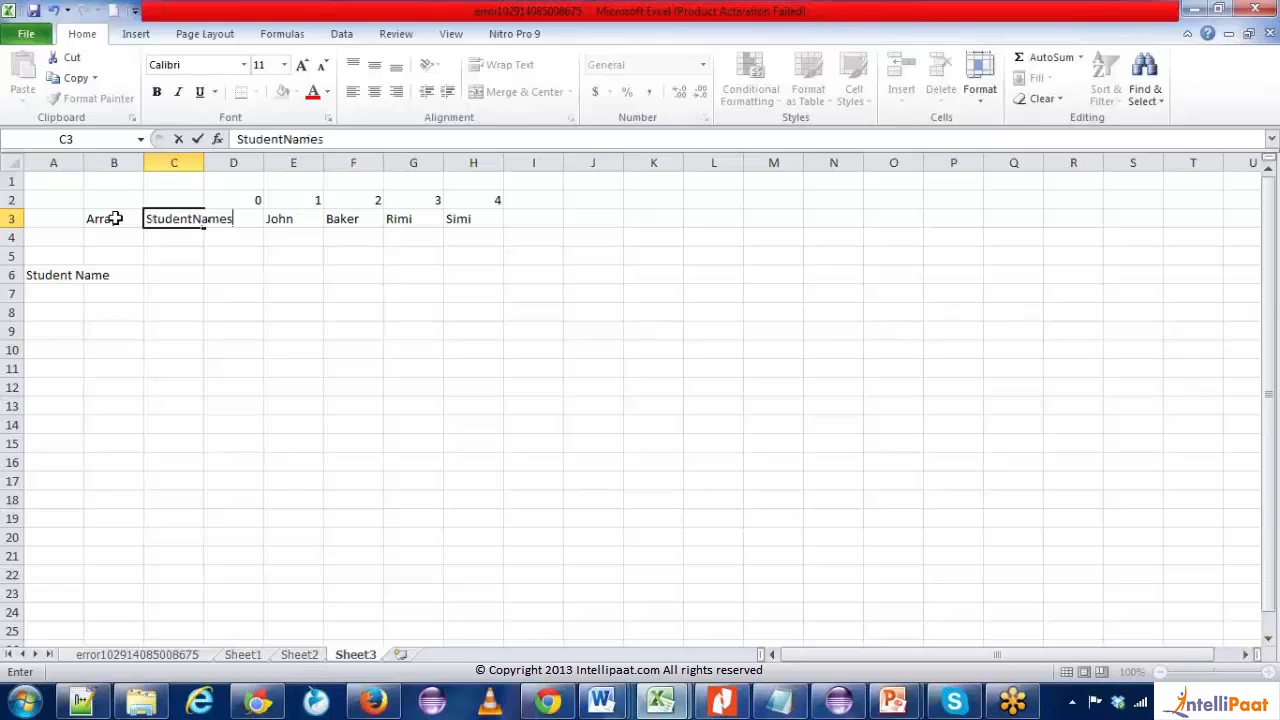 error102914085008675 - Microsoft Excel (Product Activation Failed)
File Home Insert Page Layout Formulas Data Review View Nitro Pro 9
Paste Cut Copy Format Painter Clipboard
Calibri 11 B I U A Font
Wrap Text Merge & Center Alignment
General $ % , Number
Conditional Formatting Format as Table Cell Styles Styles
Insert Delete Format Cells
AutoSum Fill Clear Sort & Filter Find & Select Editing
C3 fx StudentNames
A B C D E F G H I J K L M N O P Q R S T U
1
2 0 1 2 3 4
3 StudentNames John Baker Rimi Simi
4
5
6 Student Name
7
8
9
10
11
12
13
14
15
16
17
18
19
20
21
22
23
24
25
error102914085008675 Sheet1 Sheet2 Sheet3
Enter © Copyright 2013 Intellipaat.com All rights reserved 100%
IntelliPaat